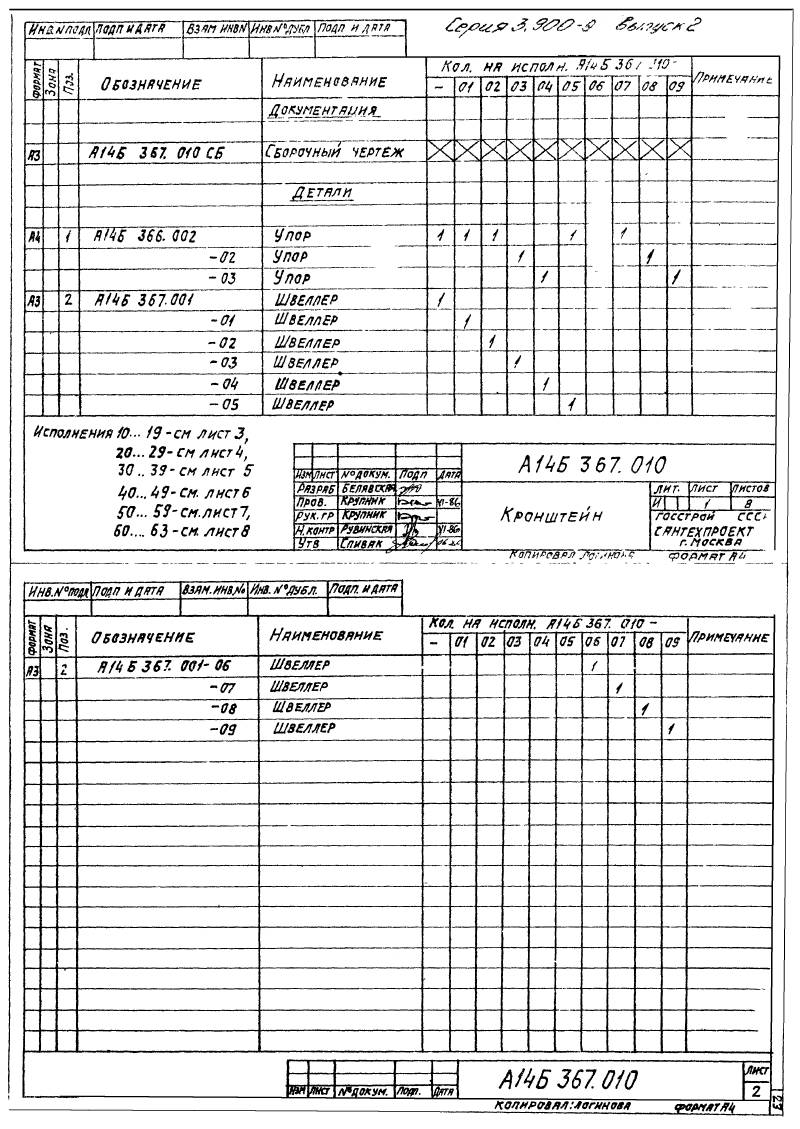 Серия 3.900-9 Выпуск 2
Инв.N подл Подп и дата Взам инв N Инв N°дубл Подп. и дата
Формат Зона Поз. Обозначение Наименование Кол. на исполн. А14Б 367 010- Примечание
— 01 02 03 04 05 06 07 08 09
Документация
А3 А14Б 367. 010 СБ Сборочный чертеж
Детали
А4 1 А14Б 366.002 Упор 1 1 1 1 1
-02 Упор 1 1
-03 Упор 1 1
А3 2 А14Б 367.001 Швеллер 1
-01 Швеллер 1
-02 Швеллер 1
-03 Швеллер 1
-04 Швеллер 1
-05 Швеллер 1
Исполнения 10... 19-см лист 3,
20... 29-см лист 4,
30 .. 39-см лист 5
40... 49-см лист 6
50... 59-см. лист 7,
60... 63-см лист 8
Изм Лист N°докум. Подп Дата
Разраб Белявская
Пров. Крупник VI-86
Рук.гр Крупник
Н.контр Рувинская VI-86
Утв Спивак
А14Б 367. 010
Кронштейн
Лит. Лист Листов
И 1 8
Госстрой СССР
Сантехпроект
г. Москва
Копировал Логинова Формат А4
Инв.N°подл Подп и дата Взам.инв.N° Инв. N°дубл. Подп. и дата
Формат Зона Поз. Обозначение Наименование Кол. на исполн. А14Б 367. 010- Примечание
— 01 02 03 04 05 06 07 08 09
А3 2 А14Б 367. 001-06 Швеллер 1
-07 Швеллер 1
-08 Швеллер 1
-09 Швеллер 1
Изм Лист N°докум. Подп. Дата
А14Б 367.010
Лист
2
Копировал: Логинова Формат А4
23